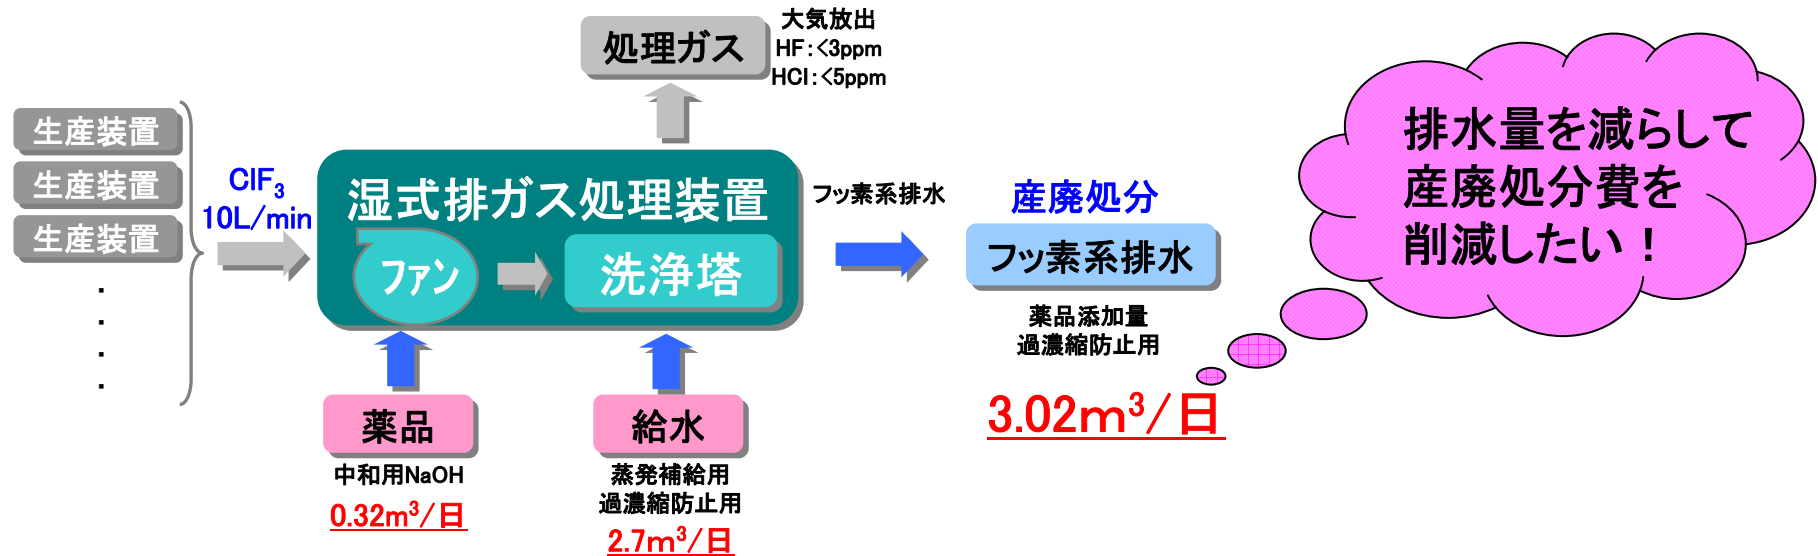 生産装置
生産装置
生産装置
・
・
・
・
ClF₃
10L/min
処理ガス
大気放出
HF：<3ppm
HCl：<5ppm
湿式排ガス処理装置
ファン
洗浄塔
薬品
中和用NaOH
0.32m³/日
給水
蒸発補給用
過濃縮防止用
2.7m³/日
フッ素系排水
産廃処分
フッ素系排水
薬品添加量
過濃縮防止用
3.02m³/日
排水量を減らして
産廃処分費を
削減したい！